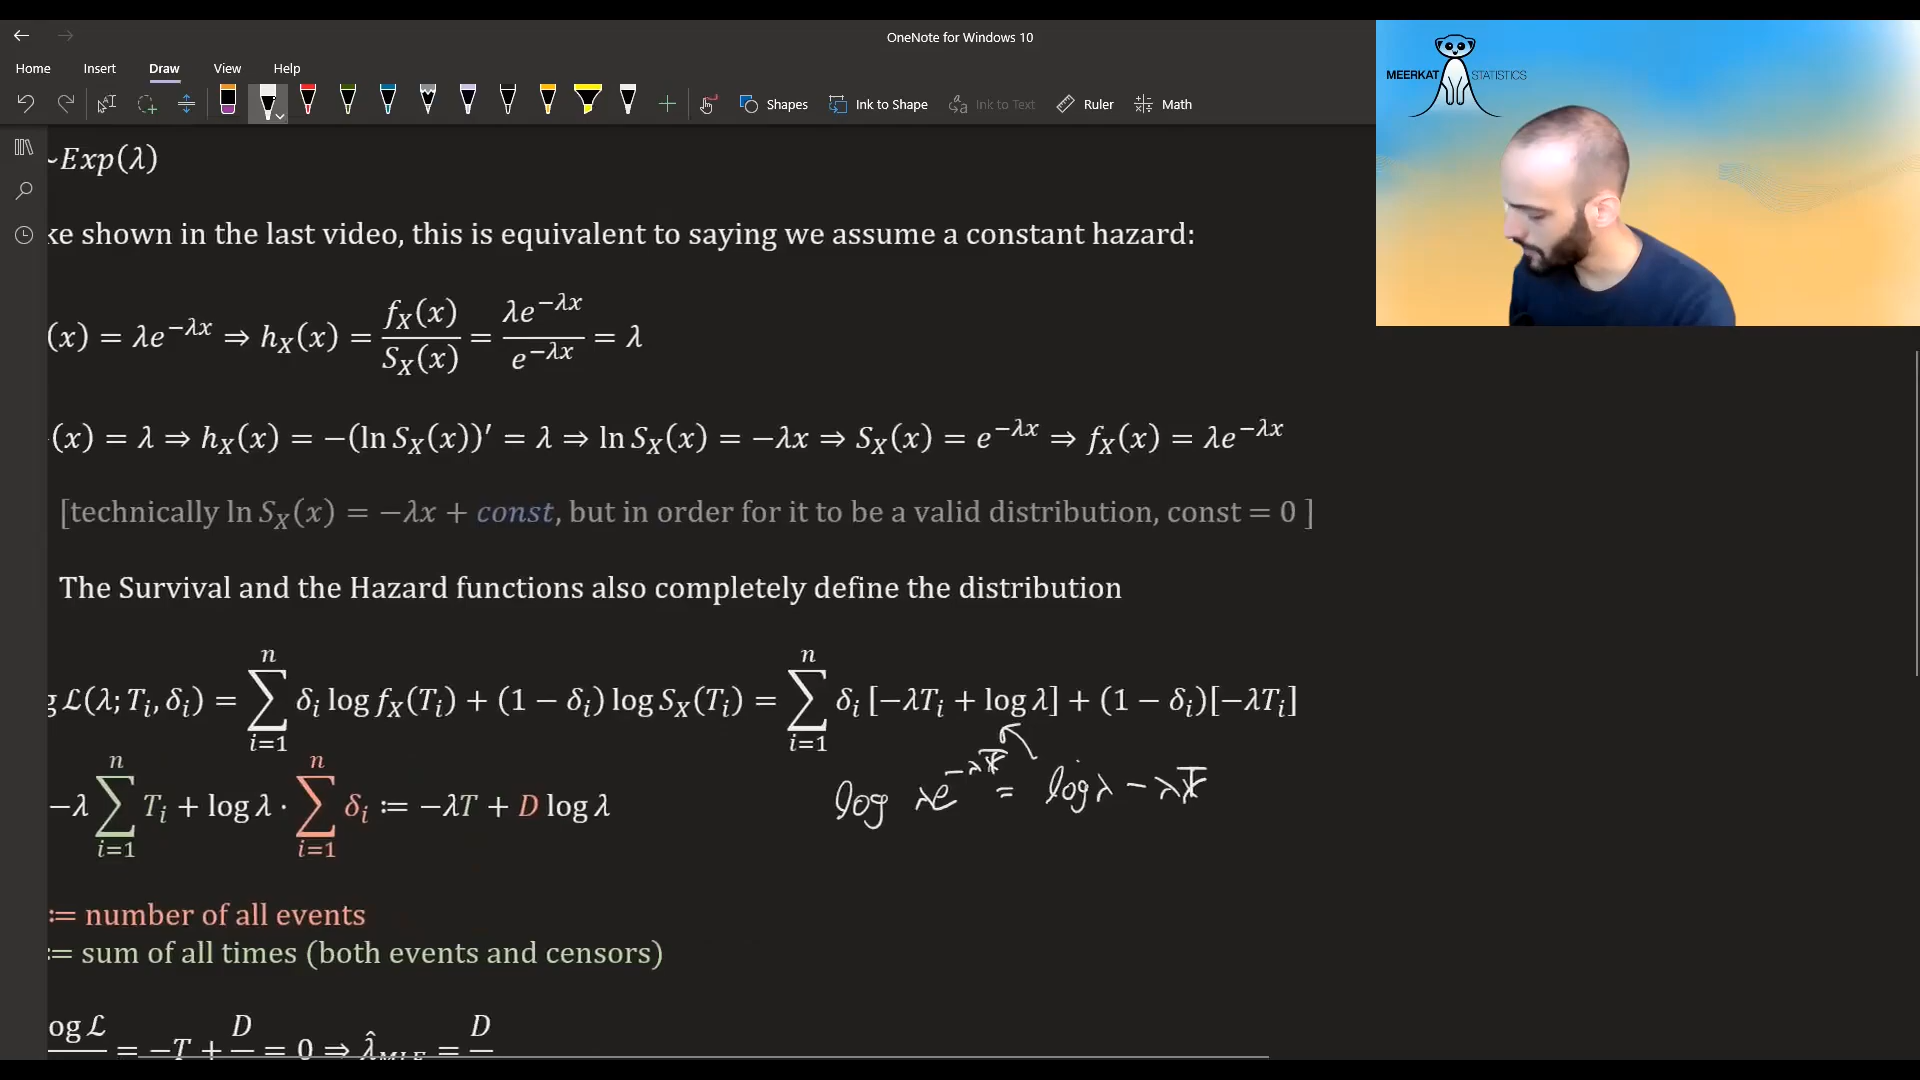 OneNote for Windows 10
MEERKAT STATISTICS
Home Insert Draw View Help
Shapes Ink to Shape Ink to Text Ruler Math
~Exp(λ)
ke shown in the last video, this is equivalent to saying we assume a constant hazard:
(x) = λe^{−λx} ⇒ h_X(x) = f_X(x)/S_X(x) = λe^{−λx}/e^{−λx} = λ
(x) = λ ⇒ h_X(x) = −(ln S_X(x))′ = λ ⇒ ln S_X(x) = −λx ⇒ S_X(x) = e^{−λx} ⇒ f_X(x) = λe^{−λx}
[technically ln S_X(x) = −λx + const, but in order for it to be a valid distribution, const = 0 ]
The Survival and the Hazard functions also completely define the distribution
g ℒ(λ; T_i, δ_i) = ∑_{i=1}^{n} δ_i log f_X(T_i) + (1 − δ_i) log S_X(T_i) = ∑_{i=1}^{n} δ_i [−λT_i + log λ] + (1 − δ_i)[−λT_i]
log λe^{−λT} = log λ − λT
−λ ∑_{i=1}^{n} T_i + log λ · ∑_{i=1}^{n} δ_i ≔ −λT + D log λ
≔ number of all events
≔ sum of all times (both events and censors)
og ℒ = −T + D = 0 ⇒ λ̂_{MLE} = D